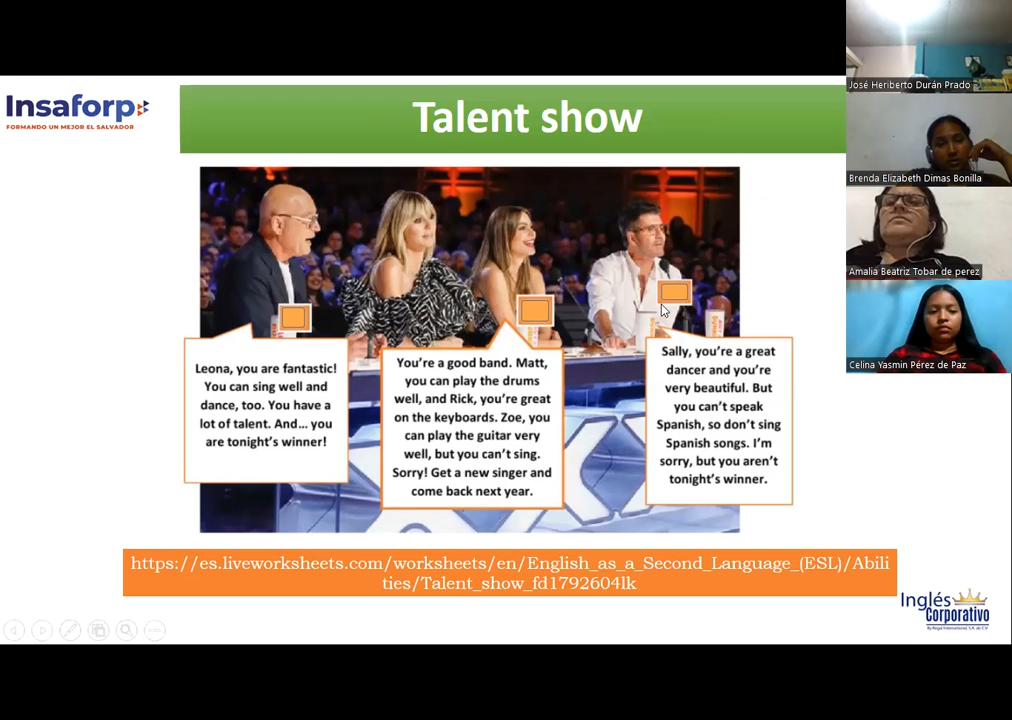 Insaforp
FORMANDO UN MEJOR EL SALVADOR
Talent show
Leona, you are fantastic!
You can sing well and
dance, too. You have a
lot of talent. And... you
are tonight's winner!
You're a good band. Matt,
you can play the drums
well, and Rick, you're great
on the keyboards. Zoe, you
can play the guitar very
well, but you can't sing.
Sorry! Get a new singer and
come back next year.
Sally, you're a great
dancer and you're
very beautiful. But
you can't speak
Spanish, so don't sing
Spanish songs. I'm
sorry, but you aren't
tonight's winner.
https://es.liveworksheets.com/worksheets/en/English_as_a_Second_Language_(ESL)/Abili
ties/Talent_show_fd1792604lk
Inglés
Corporativo
José Heriberto Durán Prado
Brenda Elizabeth Dimas Bonilla
Amalia Beatriz Tobar de perez
Celina Yasmin Pérez de Paz